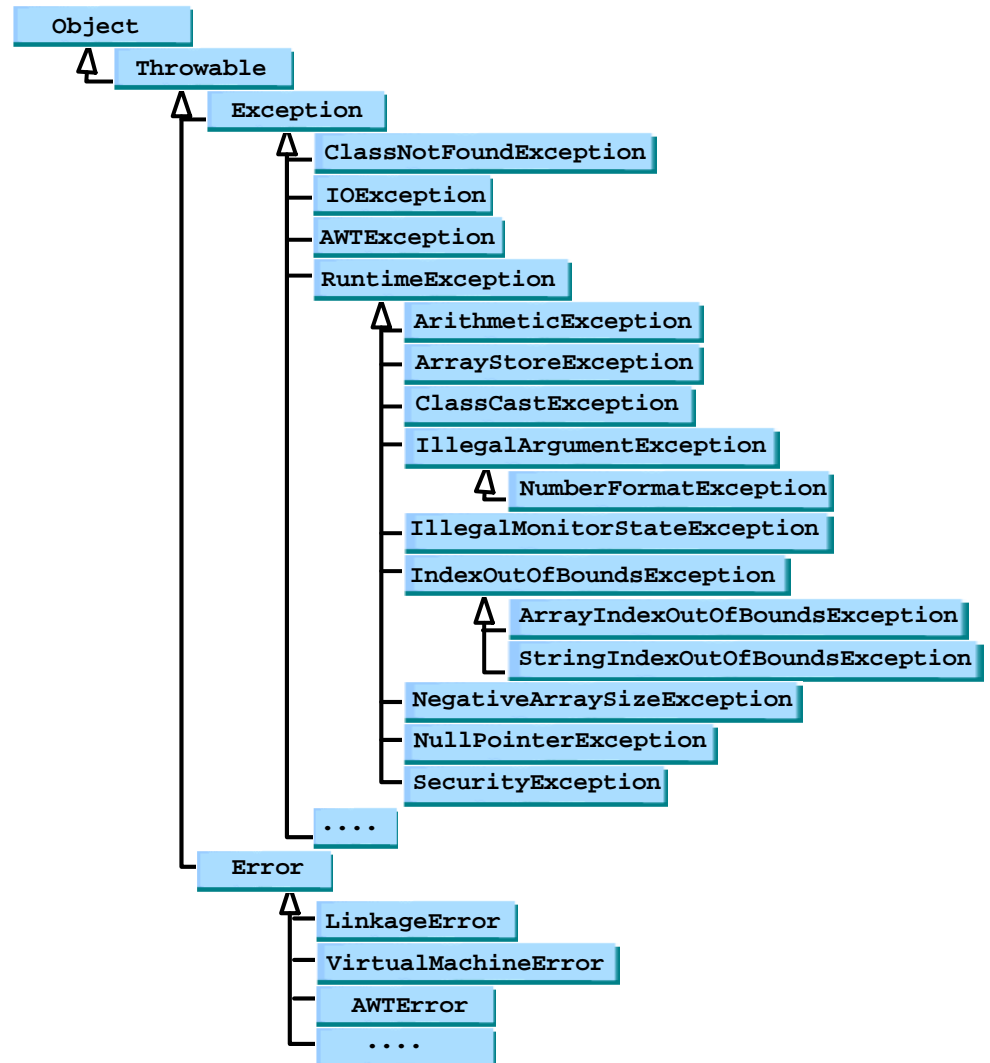 Object
Throwable
Exception
ClassNotFoundException
IOException
AWTException
RuntimeException
ArithmeticException
ArrayStoreException
ClassCastException
IllegalArgumentException
NumberFormatException
IllegalMonitorStateException
IndexOutOfBoundsException
ArrayIndexOutOfBoundsException
StringIndexOutOfBoundsException
NegativeArraySizeException
NullPointerException
SecurityException
....
Error
LinkageError
VirtualMachineError
AWTError
....